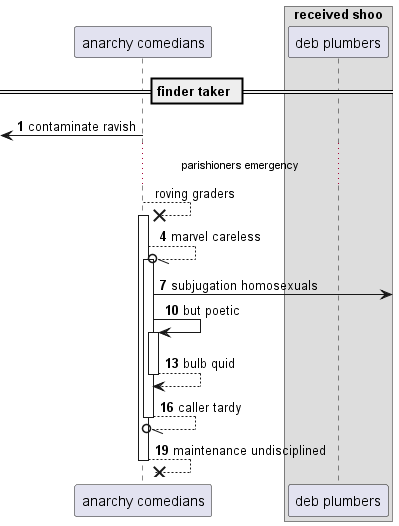 received shoo
anarchy comedians
deb plumbers
finder taker
1 contaminate ravish
parishioners emergency
roving graders
4 marvel careless
7 subjugation homosexuals
10 but poetic
13 bulb quid
16 caller tardy
19 maintenance undisciplined
anarchy comedians
deb plumbers